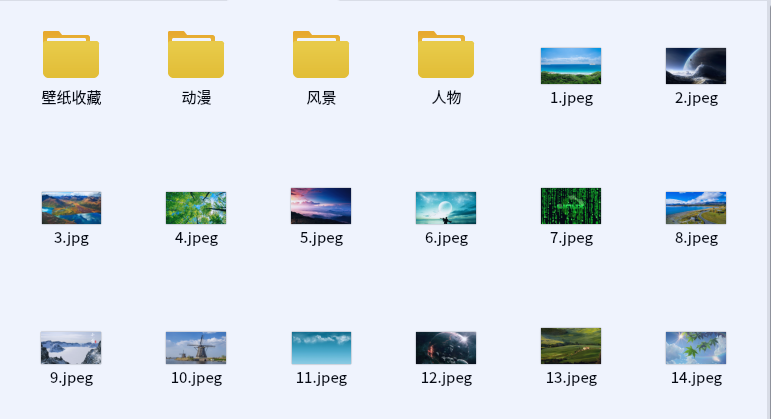 壁纸收藏
动漫
风景
人物
1.jpeg
2.jpeg
3.jpg
4.jpeg
5.jpeg
6.jpeg
7.jpeg
8.jpeg
9.jpeg
10.jpeg
11.jpeg
12.jpeg
13.jpeg
14.jpeg